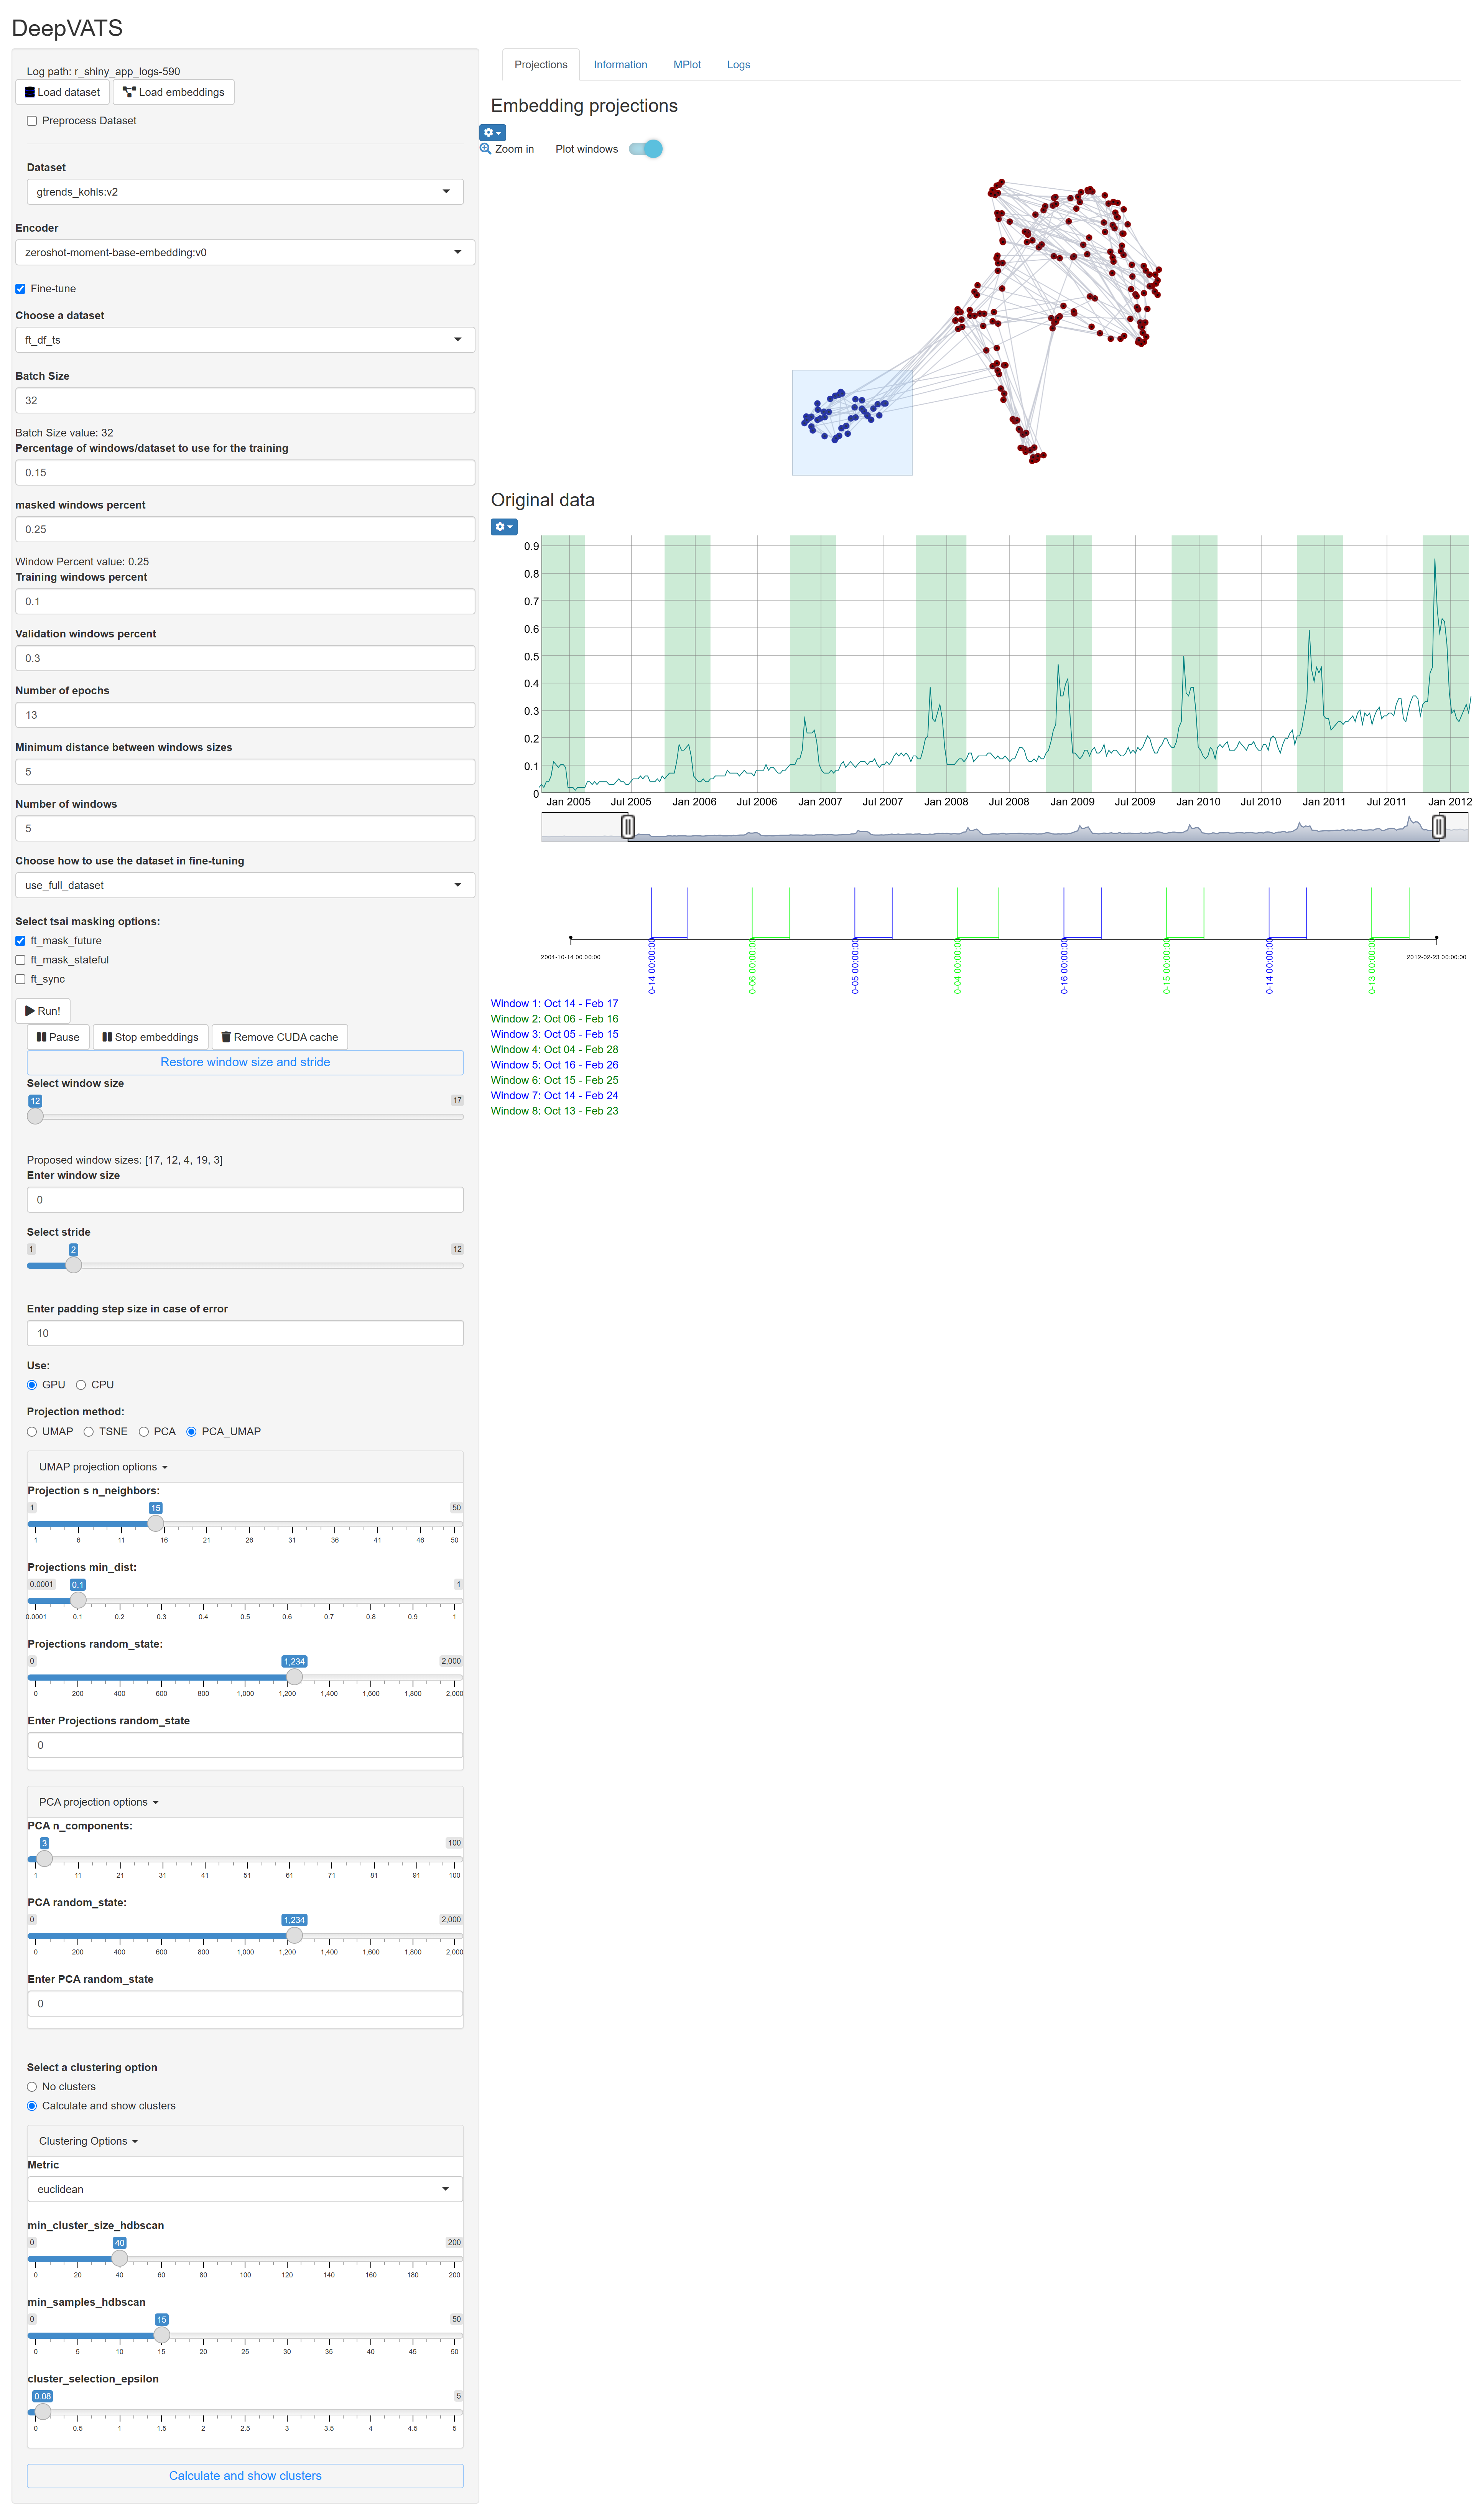 DeepVATS
Log path: r_shiny_app_logs-590
Load dataset
Load embeddings
Preprocess Dataset
Dataset
gtrends_kohls:v2
Encoder
zeroshot-moment-base-embedding:v0
Fine-tune
Choose a dataset
ft_df_ts
Batch Size
32
Batch Size value: 32
Percentage of windows/dataset to use for the training
0.15
masked windows percent
0.25
Window Percent value: 0.25
Training windows percent
0.1
Validation windows percent
0.3
Number of epochs
13
Minimum distance between windows sizes
5
Number of windows
5
Choose how to use the dataset in fine-tuning
use_full_dataset
Select tsai masking options:
ft_mask_future
ft_mask_stateful
ft_sync
Run!
Pause
Stop embeddings
Remove CUDA cache
Restore window size and stride
Select window size
12 17
Proposed window sizes: [17, 12, 4, 19, 3]
Enter window size
0
Select stride
1 2 12
Enter padding step size in case of error
10
Use:
GPU CPU
Projection method:
UMAP TSNE PCA PCA_UMAP
UMAP projection options
Projection s n_neighbors:
1 15 50
1 6 11 16 21 26 31 36 41 46 50
Projections min_dist:
0.0001 0.1 1
0.0001 0.1 0.2 0.3 0.4 0.5 0.6 0.7 0.8 0.9 1
Projections random_state:
0 1,234 2,000
0 200 400 600 800 1,000 1,200 1,400 1,600 1,800 2,000
Enter Projections random_state
0
PCA projection options
PCA n_components:
3 100
1 11 21 31 41 51 61 71 81 91 100
PCA random_state:
0 1,234 2,000
0 200 400 600 800 1,000 1,200 1,400 1,600 1,800 2,000
Enter PCA random_state
0
Select a clustering option
No clusters
Calculate and show clusters
Clustering Options
Metric
euclidean
min_cluster_size_hdbscan
0 40 200
0 20 40 60 80 100 120 140 160 180 200
min_samples_hdbscan
0 15 50
0 5 10 15 20 25 30 35 40 45 50
cluster_selection_epsilon
0.08 5
0 0.5 1 1.5 2 2.5 3 3.5 4 4.5 5
Calculate and show clusters
Projections Information MPlot Logs
Embedding projections
Zoom in Plot windows
Original data
0.9
0.8
0.7
0.6
0.5
0.4
0.3
0.2
0.1
0
Jan 2005 Jul 2005 Jan 2006 Jul 2006 Jan 2007 Jul 2007 Jan 2008 Jul 2008 Jan 2009 Jul 2009 Jan 2010 Jul 2010 Jan 2011 Jul 2011 Jan 2012
2004-10-14 00:00:00
0-14 00:00:00
0-06 00:00:00
0-05 00:00:00
0-04 00:00:00
0-16 00:00:00
0-15 00:00:00
0-14 00:00:00
0-13 00:00:00
2012-02-23 00:00:00
Window 1: Oct 14 - Feb 17
Window 2: Oct 06 - Feb 16
Window 3: Oct 05 - Feb 15
Window 4: Oct 04 - Feb 28
Window 5: Oct 16 - Feb 26
Window 6: Oct 15 - Feb 25
Window 7: Oct 14 - Feb 24
Window 8: Oct 13 - Feb 23